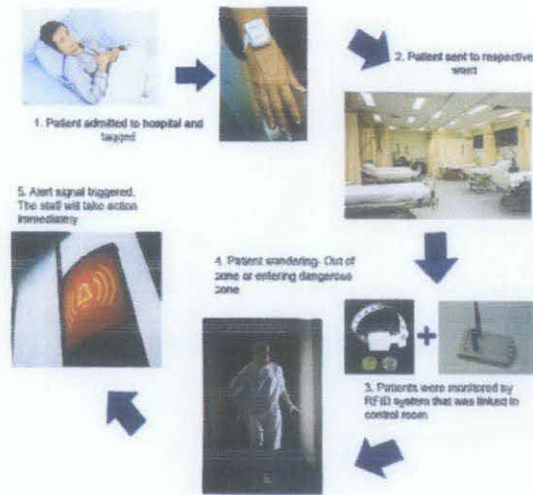 1. Patient admitted to hospital and
tagged
2. Patient sent to respective
ward
3. Patients were monitored by
RFID system that was linked to
control room
4. Patient wandering- Out of
zone or entering dangerous
zone
5. Alert signal triggered.
The staff will take action
immediately